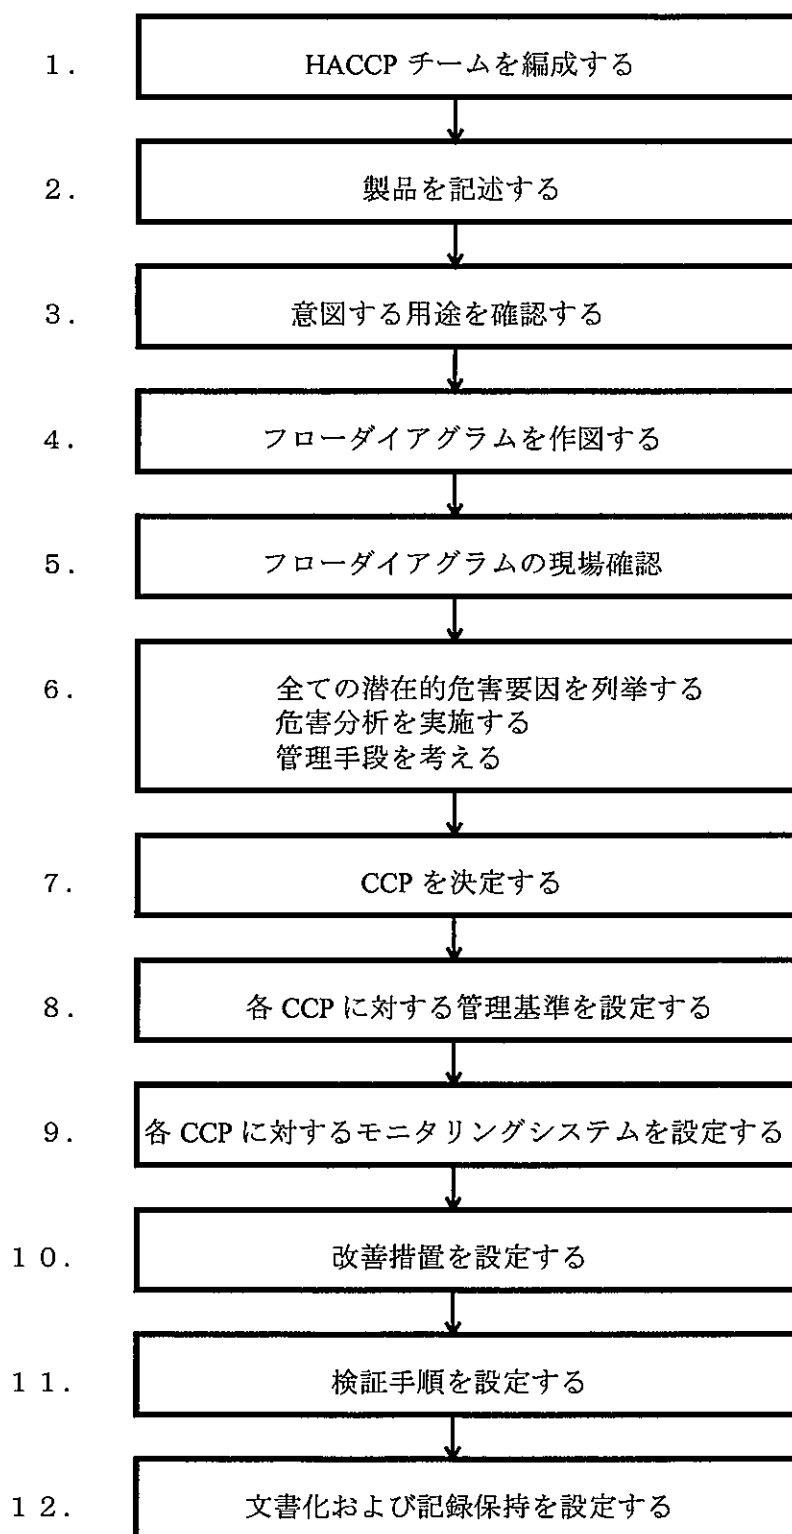 1. HACCP チームを編成する
2. 製品を記述する
3. 意図する用途を確認する
4. フローダイアグラムを作図する
5. フローダイアグラムの現場確認
6. 全ての潜在的危害要因を列挙する
危害分析を実施する
管理手段を考える
7. CCP を決定する
8. 各 CCP に対する管理基準を設定する
9. 各 CCP に対するモニタリングシステムを設定する
10. 改善措置を設定する
11. 検証手順を設定する
12. 文書化および記録保持を設定する